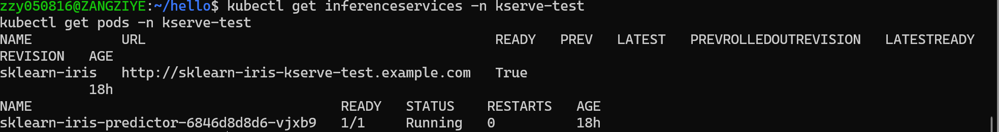 zzy050816@ZANGZIYE:~/hello$ kubectl get inferenceservices -n kserve-test
kubectl get pods -n kserve-test
NAME           URL                                           READY   PREV   LATEST   PREVROLLEDOUTREVISION   LATESTREADY
REVISION   AGE
sklearn-iris   http://sklearn-iris-kserve-test.example.com   True
           18h
NAME                                      READY   STATUS    RESTARTS   AGE
sklearn-iris-predictor-6846d8d8d6-vjxb9   1/1     Running   0          18h